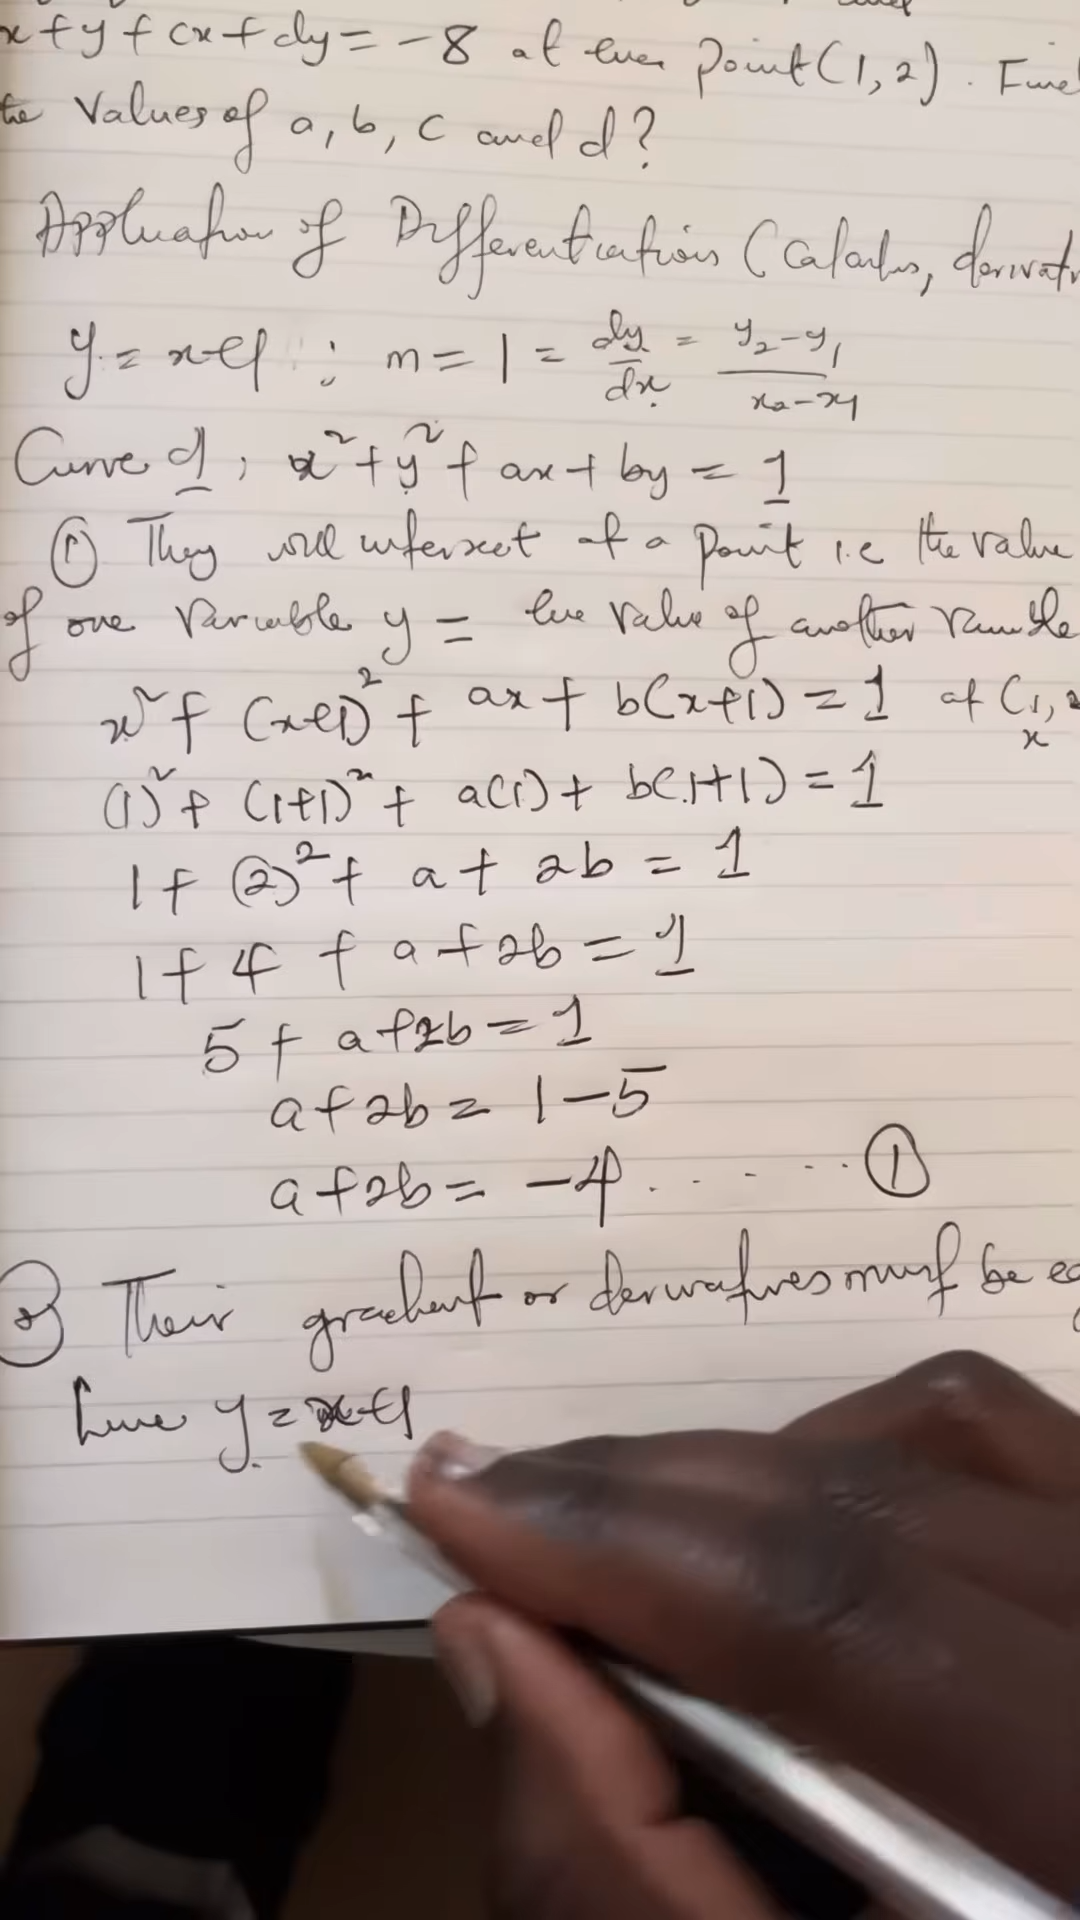 x²+y²+cx+dy=-8 at the point (1,2). Find
the values of a, b, c and d?
Application of Differentiations (Calculus, derivati
y = x+1 ; m = 1 = dy/dx = y₂-y₁/x₂-x₁
Curve 1; x²+y²+ ax+ by = 1
① They will intersect at a point i.e the value
of one variable y = the value of another variable
x²+ (x+1)²+ ax+ b(x+1) = 1 at (1, 2
x
(1)²+ (1+1)²+ a(1)+ b(1+1) = 1
1+ (2)²+ a+ 2b = 1
1+ 4 + a+2b = 1
5+ a+2b = 1
a+2b = 1-5
a+2b = -4 . . . . . . ①
② Their gradient or derivatives must be eq
Line y = x+1